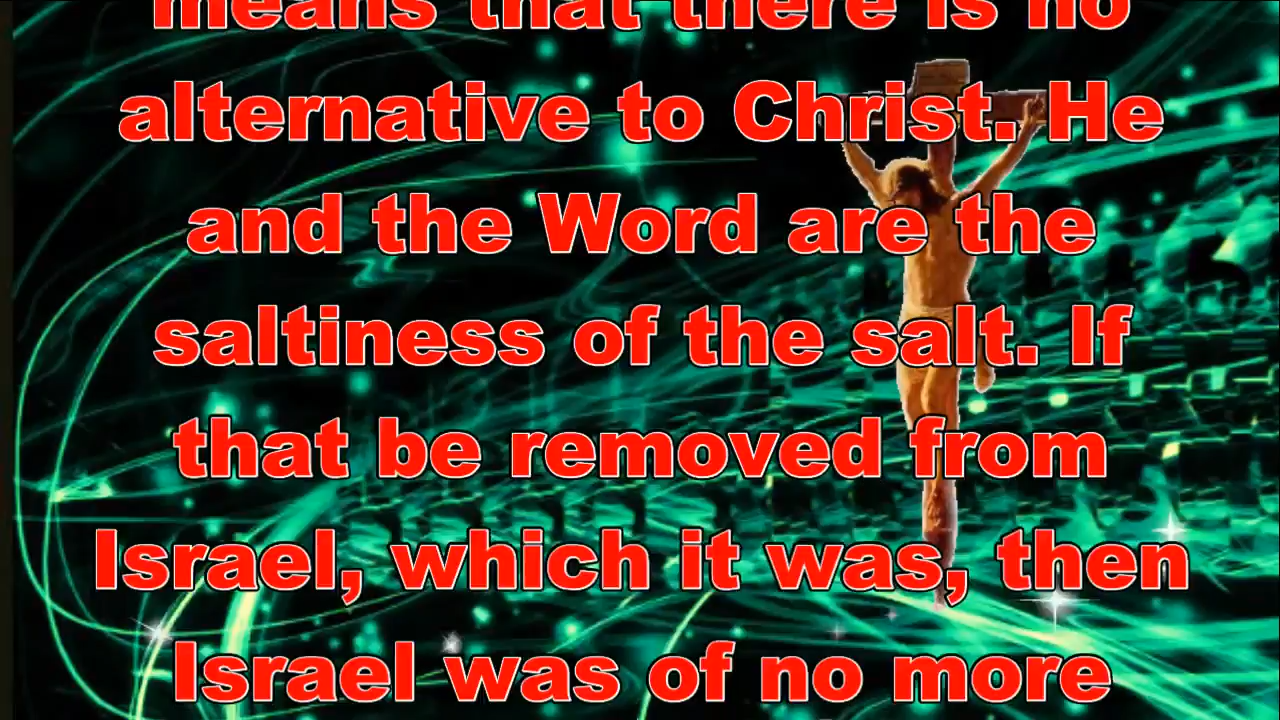 means that there is no
alternative to Christ. He
and the Word are the
saltiness of the salt. If
that be removed from
Israel, which it was, then
Israel was of no more